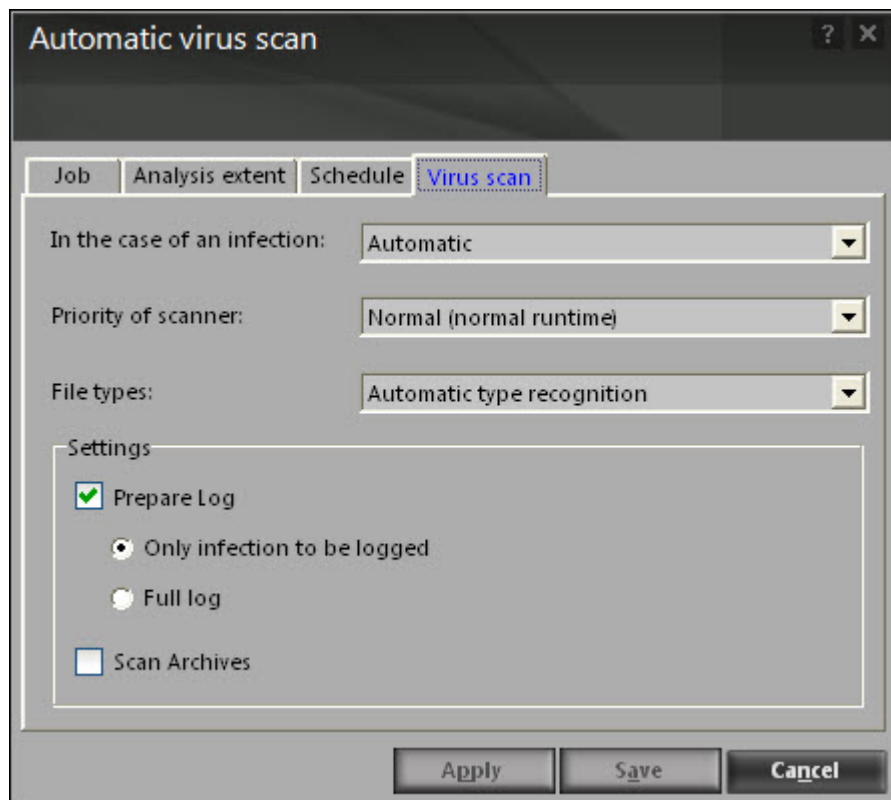 Automatic virus scan
?
Job Analysis extent Schedule Virus scan
In the case of an infection: Automatic
Priority of scanner: Normal (normal runtime)
File types: Automatic type recognition
Settings
Prepare Log
Only infection to be logged
Full log
Scan Archives
Apply Save Cancel